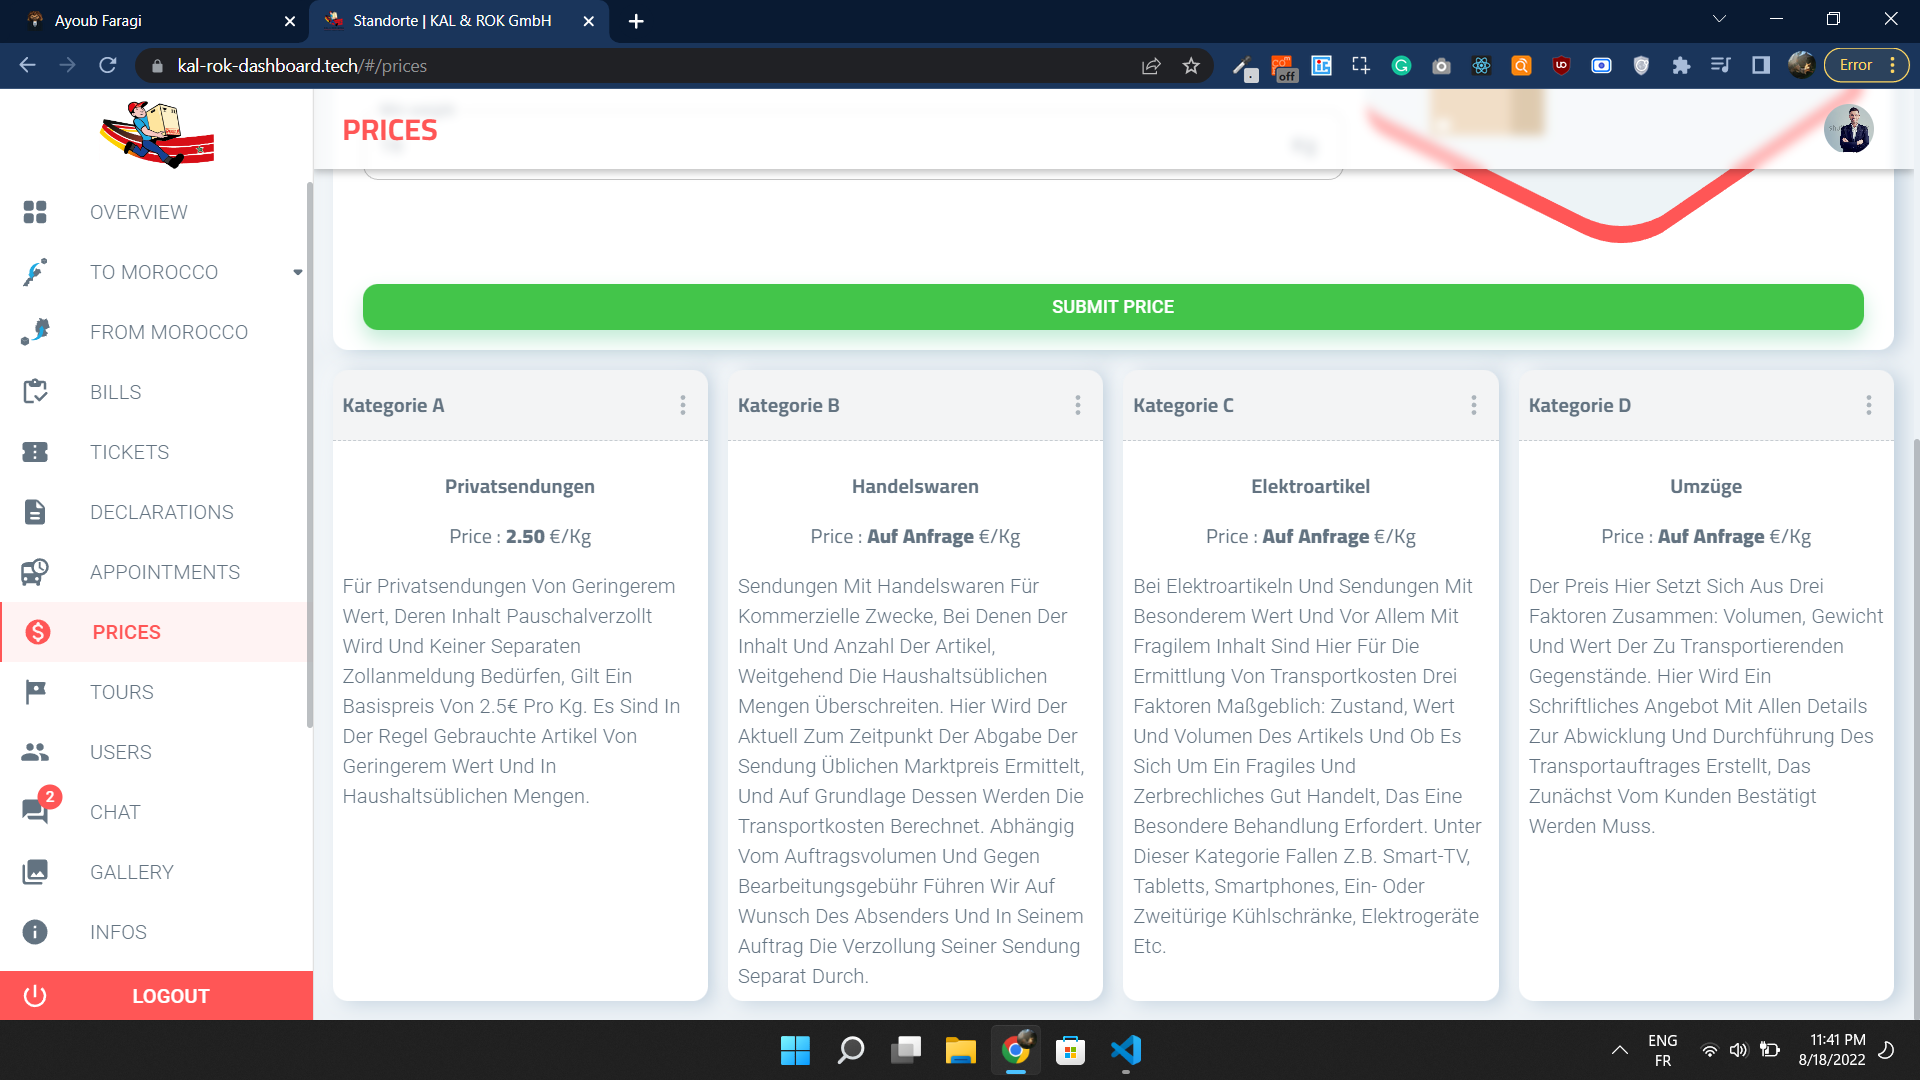 Ayoub Faragi
Standorte | KAL & ROK GmbH
kal-rok-dashboard.tech/#/prices
off
Error
PRICES
OVERVIEW
TO MOROCCO
FROM MOROCCO
BILLS
TICKETS
DECLARATIONS
APPOINTMENTS
PRICES
TOURS
USERS
2
CHAT
GALLERY
INFOS
LOGOUT
Kg
SUBMIT PRICE
Kategorie A
Privatsendungen
Price : 2.50 €/Kg
Für Privatsendungen Von Geringerem
Wert, Deren Inhalt Pauschalverzollt
Wird Und Keiner Separaten
Zollanmeldung Bedürfen, Gilt Ein
Basispreis Von 2.5€ Pro Kg. Es Sind In
Der Regel Gebrauchte Artikel Von
Geringerem Wert Und In
Haushaltsüblichen Mengen.
Kategorie B
Handelswaren
Price : Auf Anfrage €/Kg
Sendungen Mit Handelswaren Für
Kommerzielle Zwecke, Bei Denen Der
Inhalt Und Anzahl Der Artikel,
Weitgehend Die Haushaltsüblichen
Mengen Überschreiten. Hier Wird Der
Aktuell Zum Zeitpunkt Der Abgabe Der
Sendung Üblichen Marktpreis Ermittelt,
Und Auf Grundlage Dessen Werden Die
Transportkosten Berechnet. Abhängig
Vom Auftragsvolumen Und Gegen
Bearbeitungsgebühr Führen Wir Auf
Wunsch Des Absenders Und In Seinem
Auftrag Die Verzollung Seiner Sendung
Separat Durch.
Kategorie C
Elektroartikel
Price : Auf Anfrage €/Kg
Bei Elektroartikeln Und Sendungen Mit
Besonderem Wert Und Vor Allem Mit
Fragilem Inhalt Sind Hier Für Die
Ermittlung Von Transportkosten Drei
Faktoren Maßgeblich: Zustand, Wert
Und Volumen Des Artikels Und Ob Es
Sich Um Ein Fragiles Und
Zerbrechliches Gut Handelt, Das Eine
Besondere Behandlung Erfordert. Unter
Dieser Kategorie Fallen Z.B. Smart-TV,
Tabletts, Smartphones, Ein- Oder
Zweitürige Kühlschränke, Elektrogeräte
Etc.
Kategorie D
Umzüge
Price : Auf Anfrage €/Kg
Der Preis Hier Setzt Sich Aus Drei
Faktoren Zusammen: Volumen, Gewicht
Und Wert Der Zu Transportierenden
Gegenstände. Hier Wird Ein
Schriftliches Angebot Mit Allen Details
Zur Abwicklung Und Durchführung Des
Transportauftrages Erstellt, Das
Zunächst Vom Kunden Bestätigt
Werden Muss.
ENG
FR
11:41 PM
8/18/2022